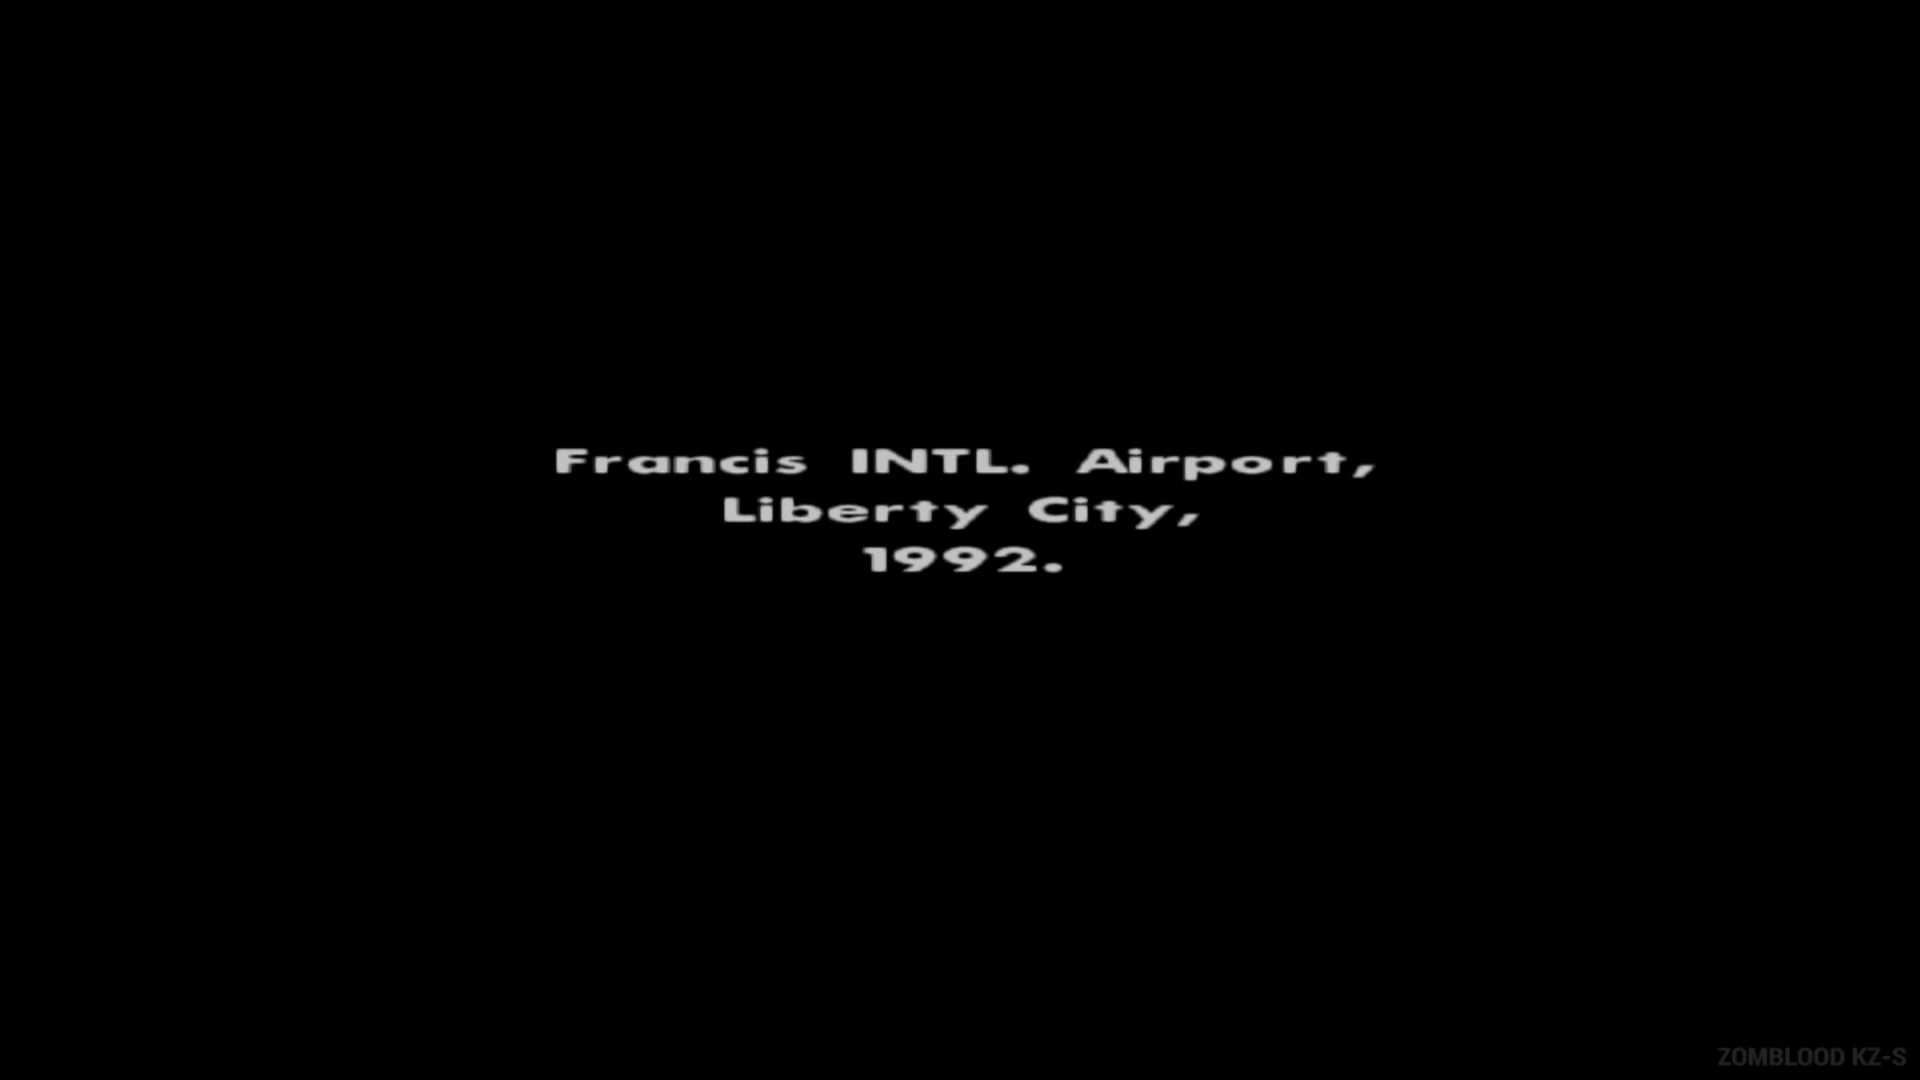 Francis INTL. Airport,
Liberty City,
1992.
ZOMBLOOD KZ-S